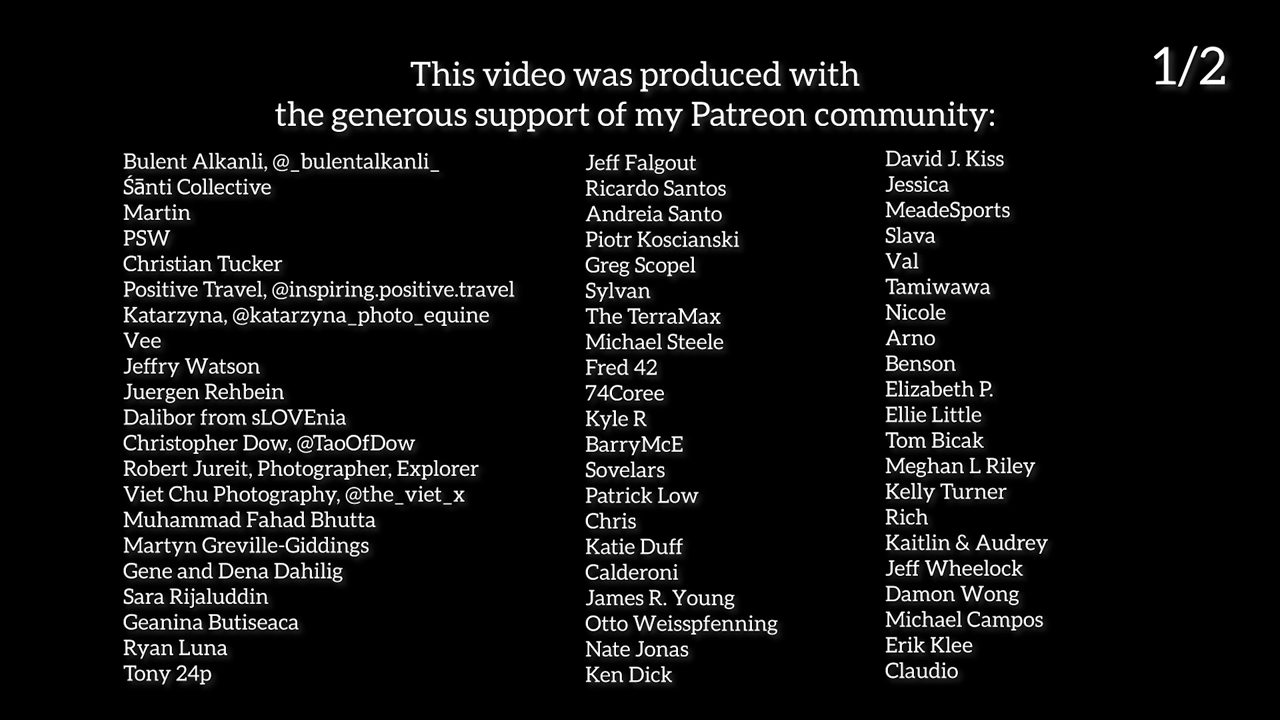 1/2
This video was produced with
the generous support of my Patreon community:
Bulent Alkanli, @_bulentalkanli_
Śānti Collective
Martin
PSW
Christian Tucker
Positive Travel, @inspiring.positive.travel
Katarzyna, @katarzyna_photo_equine
Vee
Jeffry Watson
Juergen Rehbein
Dalibor from sLOVEnia
Christopher Dow, @TaoOfDow
Robert Jureit, Photographer, Explorer
Viet Chu Photography, @the_viet_x
Muhammad Fahad Bhutta
Martyn Greville-Giddings
Gene and Dena Dahilig
Sara Rijaluddin
Geanina Butiseaca
Ryan Luna
Tony 24p
Jeff Falgout
Ricardo Santos
Andreia Santo
Piotr Koscianski
Greg Scopel
Sylvan
The TerraMax
Michael Steele
Fred 42
74Coree
Kyle R
BarryMcE
Sovelars
Patrick Low
Chris
Katie Duff
Calderoni
James R. Young
Otto Weisspfenning
Nate Jonas
Ken Dick
David J. Kiss
Jessica
MeadeSports
Slava
Val
Tamiwawa
Nicole
Arno
Benson
Elizabeth P.
Ellie Little
Tom Bicak
Meghan L Riley
Kelly Turner
Rich
Kaitlin & Audrey
Jeff Wheelock
Damon Wong
Michael Campos
Erik Klee
Claudio